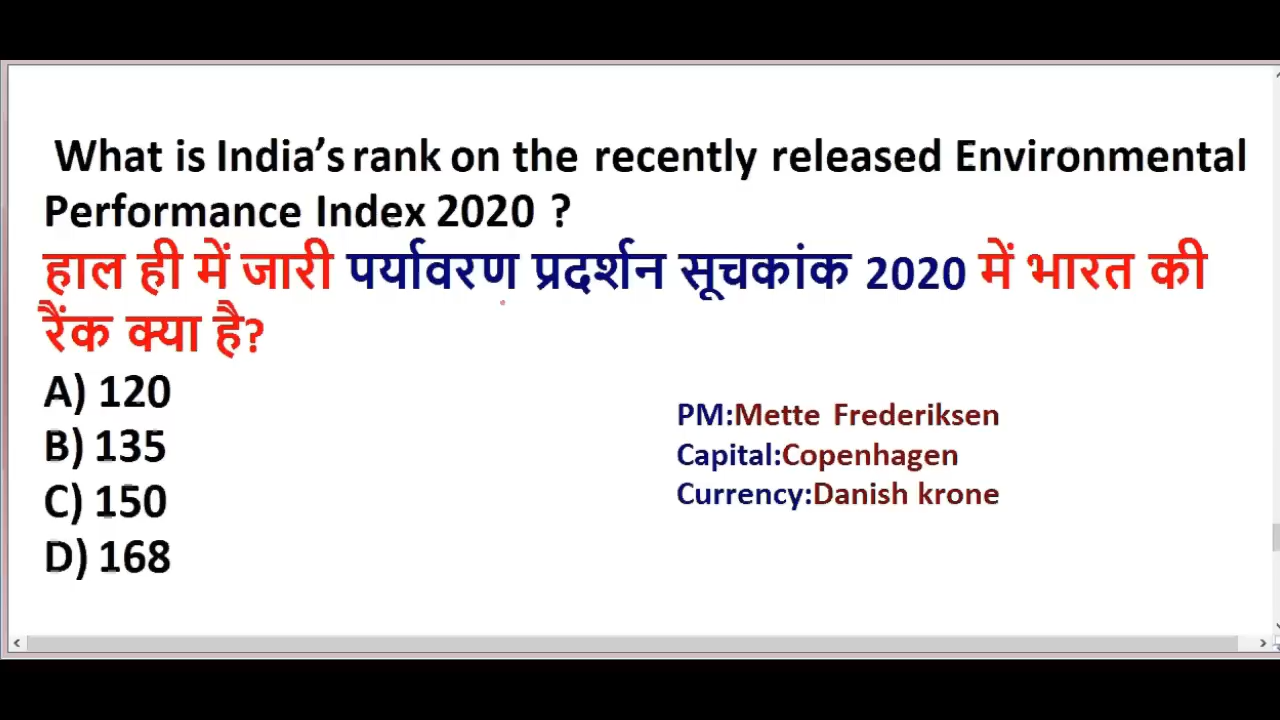 What is India's rank on the recently released Environmental
Performance Index 2020 ?
हाल ही में जारी पर्यावरण प्रदर्शन सूचकांक 2020 में भारत की
रैंक क्या है?
A) 120
B) 135
C) 150
D) 168
PM:Mette Frederiksen
Capital:Copenhagen
Currency:Danish krone